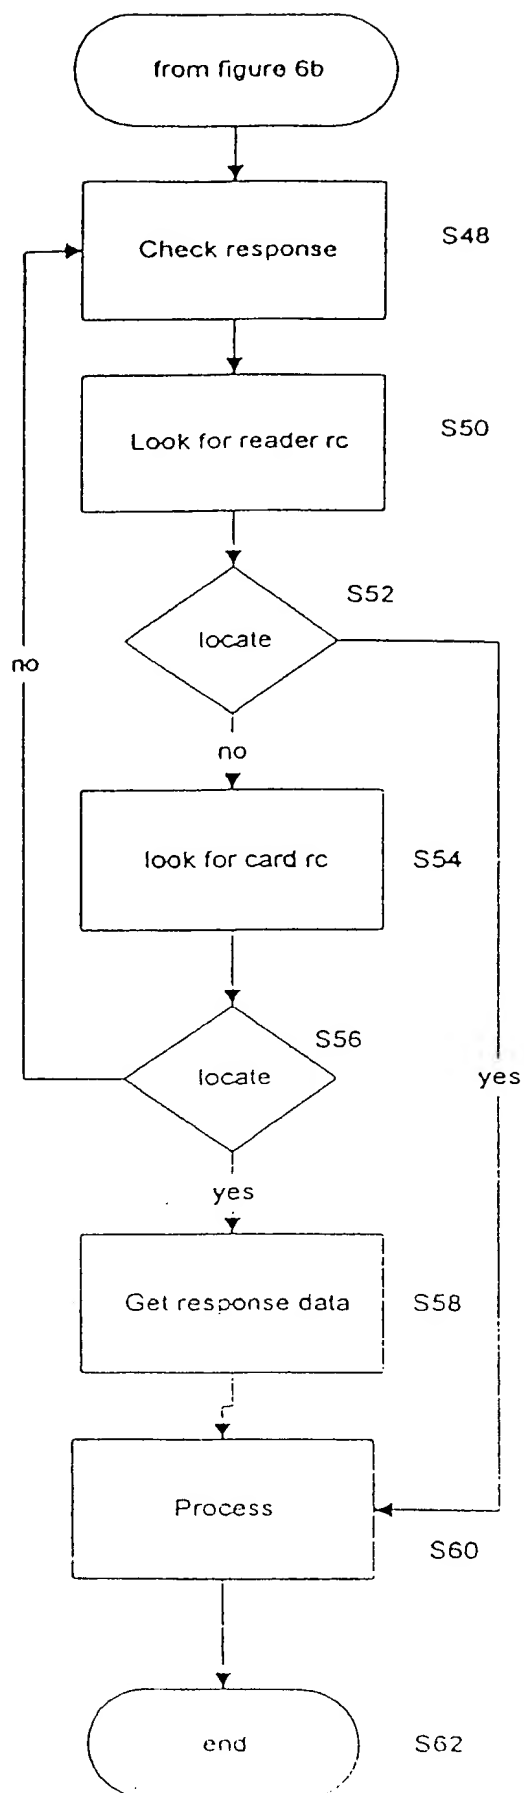 from figure 6b
Check response
S48
Look for reader rc
S50
S52
locate
no
no
look for card rc
S54
S56
locate
yes
yes
Get response data
S58
Process
S60
end
S62